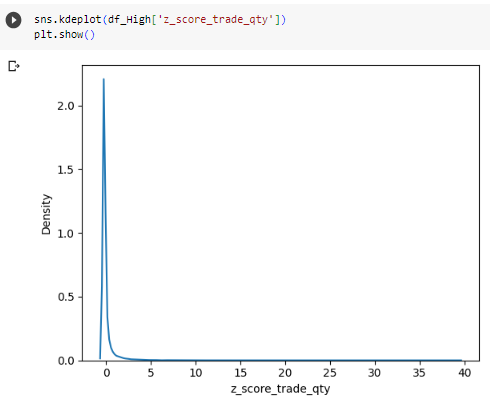 sns.kdeplot(df_High['z_score_trade_qty'])
plt.show()
2.0
1.5
Density
1.0
0.5
0.0
0 5 10 15 20 25 30 35 40
z_score_trade_qty